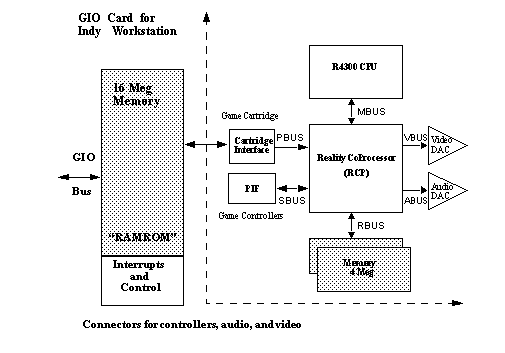 GIO Card for
Indy Workstation
16 Meg
Memory
R4300 CPU
MBUS
Game Cartridge
Cartridge
Interface
PBUS
Reality CoProcessor
(RCP)
VBUS
Video
DAC
GIO
Bus
PIF
SBUS
Game Controllers
ABUS
Audio
DAC
RBUS
"RAMROM"
Memory
4 Meg
Interrupts
and
Control
Connectors for controllers, audio, and video